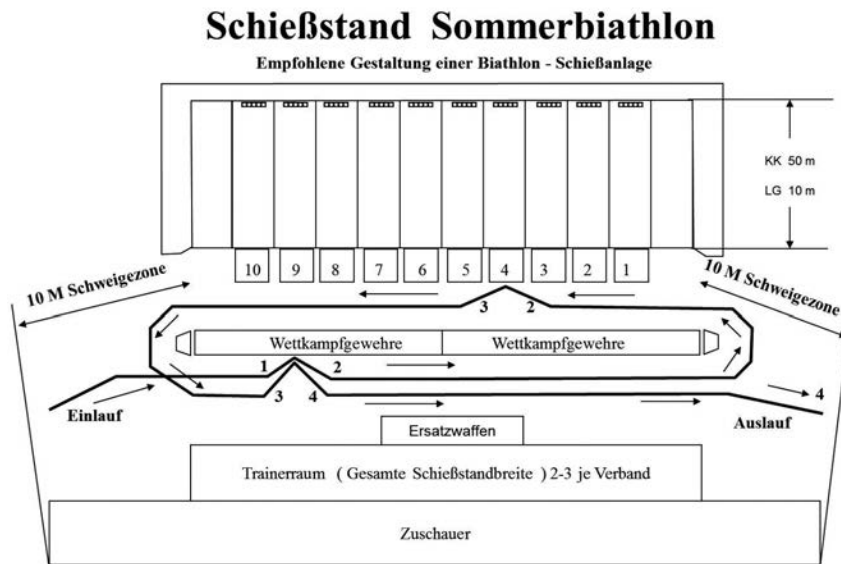 Schießstand Sommerbiathlon
Empfohlene Gestaltung einer Biathlon - Schießanlage
KK 50 m
LG 10 m
10 9 8 7 6 5 4 3 2 1
10 M Schweigezone
10 M Schweigezone
3 2
Wettkampfgewehre Wettkampfgewehre
1 2
3 4
4
Einlauf
Auslauf
Ersatzwaffen
Trainerraum ( Gesamte Schießstandbreite ) 2-3 je Verband
Zuschauer